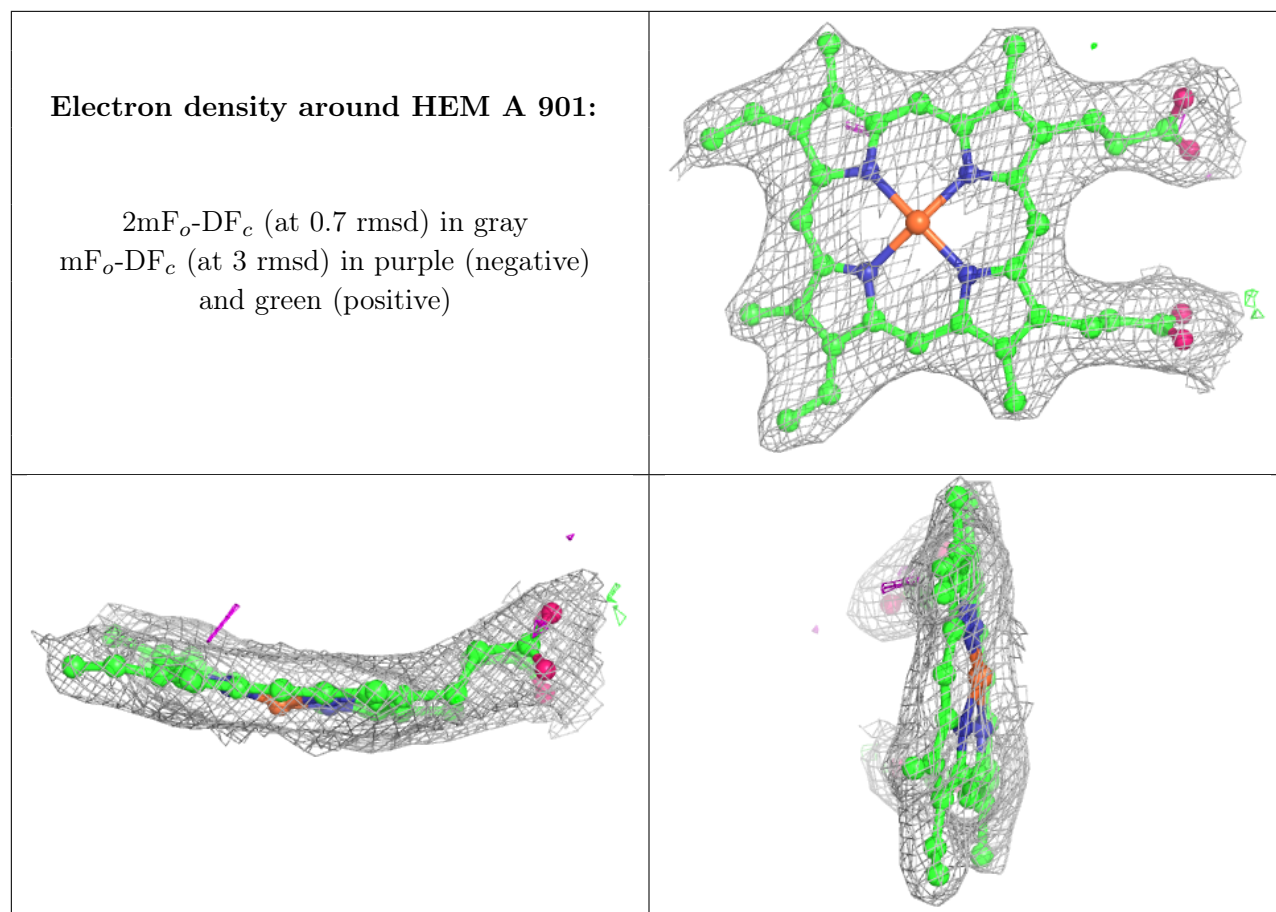 Electron density around HEM A 901:
2mFo-DFc (at 0.7 rmsd) in gray
mFo-DFc (at 3 rmsd) in purple (negative)
and green (positive)